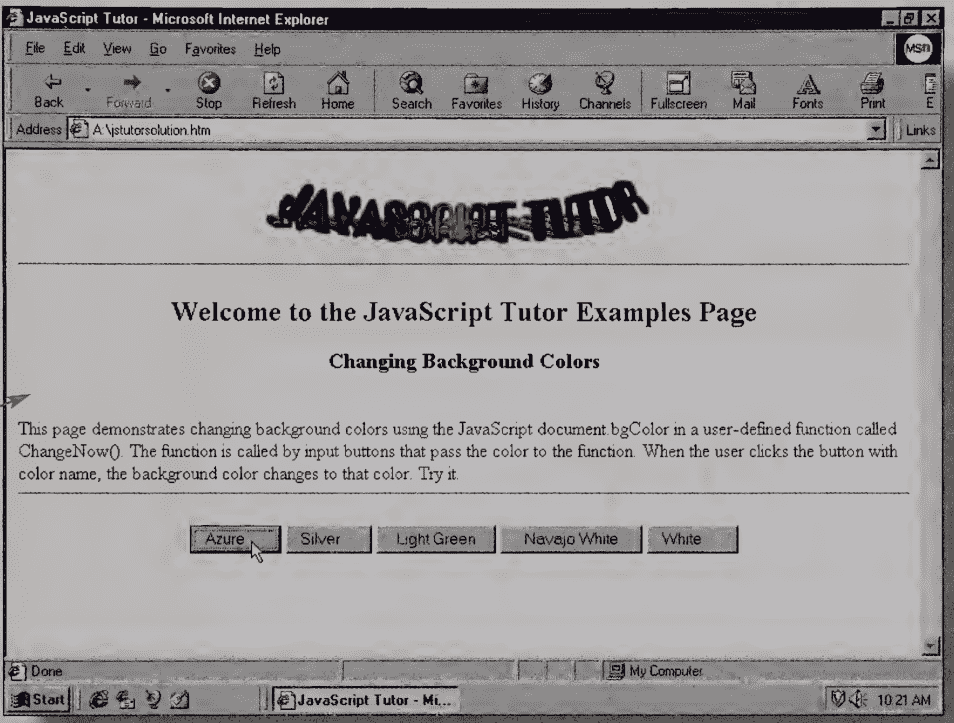 JavaScript Tutor - Microsoft Internet Explorer
File Edit View Go Favorites Help
msn
Back Forward Stop Refresh Home Search Favorites History Channels Fullscreen Mail Fonts Print E
Address A:\jstutorsolution.htm Links
JAVASCRIPT TUTOR
Welcome to the JavaScript Tutor Examples Page
Changing Background Colors
This page demonstrates changing background colors using the JavaScript document.bgColor in a user-defined function called
ChangeNow(). The function is called by input buttons that pass the color to the function. When the user clicks the button with
color name, the background color changes to that color. Try it.
Azure Silver Light Green Navajo White White
Done My Computer
Start JavaScript Tutor - Mi... 10:21 AM